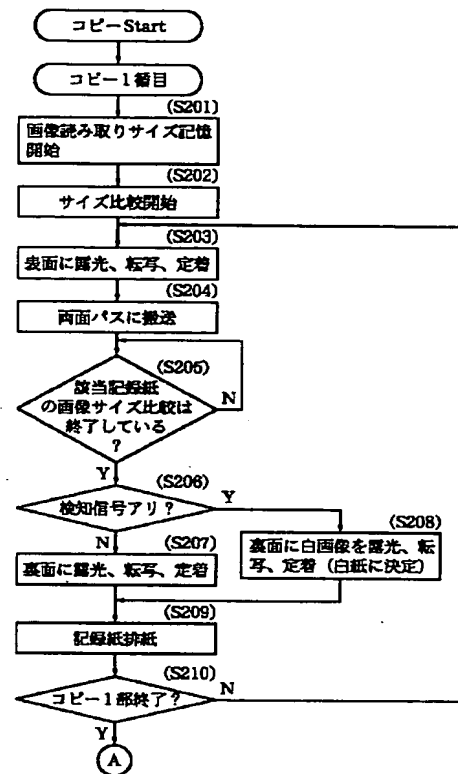 コピーStart
コピー1番目
(S201)
画像読み取りサイズ記憶
開始
(S202)
サイズ比較開始
(S203)
表面に露光、転写、定着
(S204)
両面パスに搬送
(S205)
該当記録紙
の画像サイズ比較は
終了している
?
N
Y
(S206)
検知信号アリ?
Y
N
(S207)
裏面に露光、転写、定着
(S208)
裏面に白画像を露光、転
写、定着(白紙に決定)
(S209)
記録紙排紙
(S210)
コピー1部終了?
N
Y
A